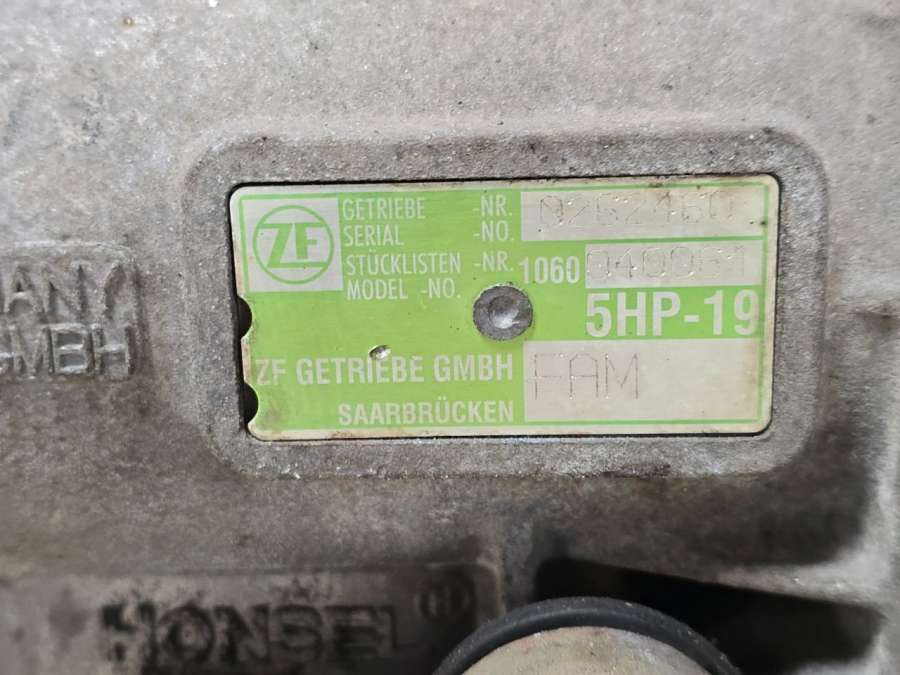 ZF
GETRIEBE -NR.
SERIAL -NO.
STÜCKLISTEN -NR. 1060
MODEL -NO.
5HP-19
ZF GETRIEBE GMBH FAM
SAARBRÜCKEN
MANY
GMBH
HONSEL